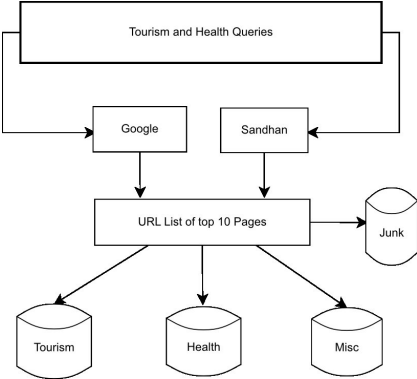 Tourism and Health Queries
Google
Sandhan
URL List of top 10 Pages
Junk
Tourism
Health
Misc